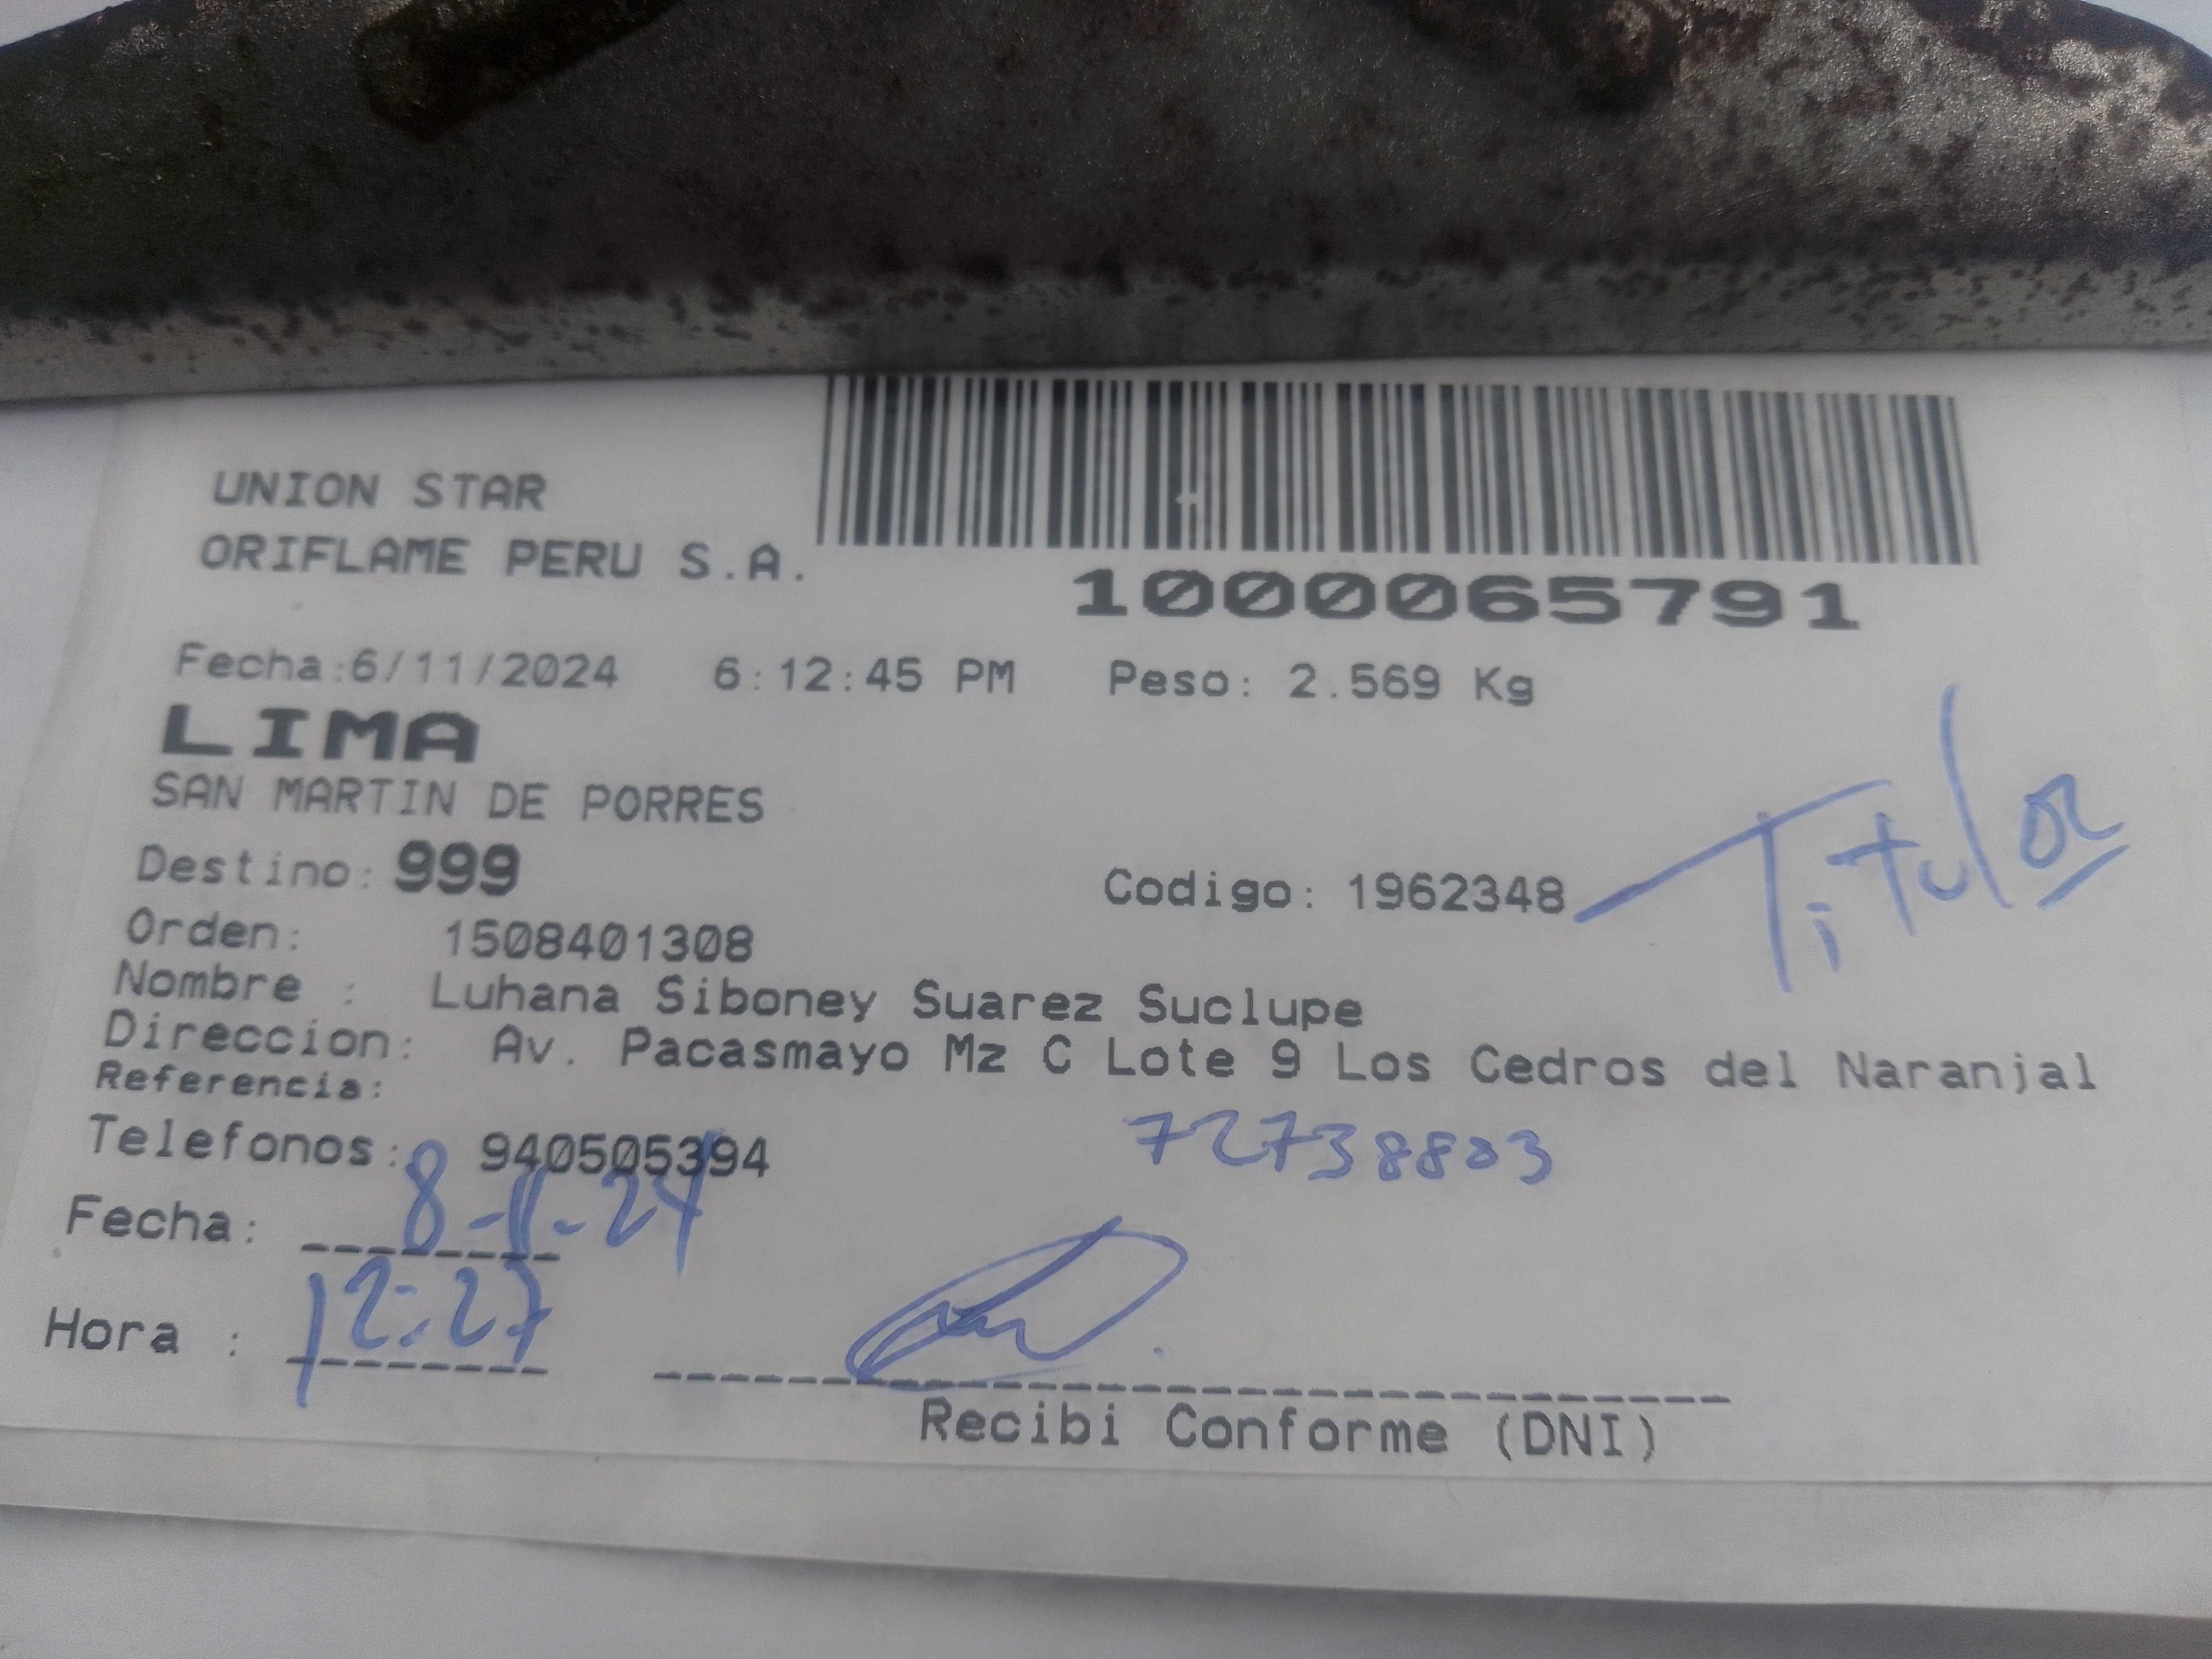 UNION STAR
ORIFLAME PERU S.A.
1000065791
Fecha:6/11/2024 6:12:45 PM Peso: 2.569 Kg
LIMA
SAN MARTIN DE PORRES
Destino: 999 Codigo: 1962348 Titular
Orden: 1508401308
Nombre : Luhana Siboney Suarez Suclupe
Direccion: Av. Pacasmayo Mz C Lote 9 Los Cedros del Naranjal
Referencia:
Telefonos: 940505394 72738803
Fecha: 8-11-24
Hora : 12:27
Recibi Conforme (DNI)